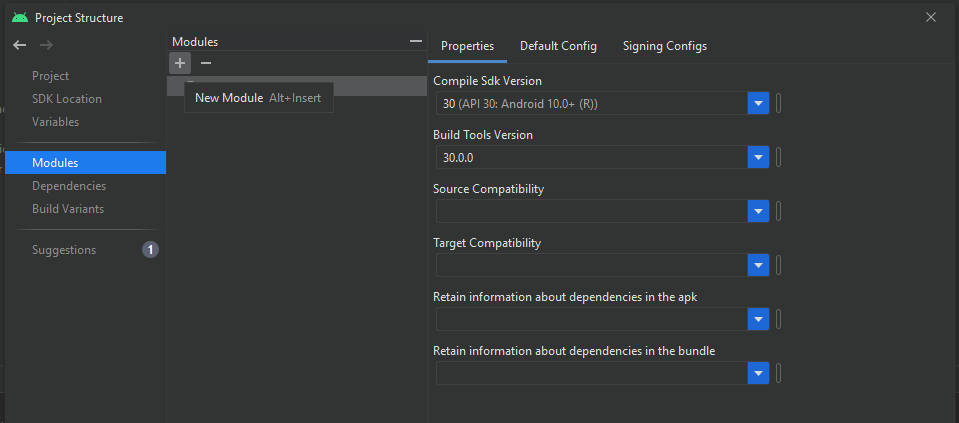 Project Structure
Project
SDK Location
Variables
Modules
Dependencies
Build Variants
Suggestions
1
Modules
New Module Alt+Insert
Properties Default Config Signing Configs
Compile Sdk Version
30 (API 30: Android 10.0+ (R))
Build Tools Version
30.0.0
Source Compatibility
Target Compatibility
Retain information about dependencies in the apk
Retain information about dependencies in the bundle